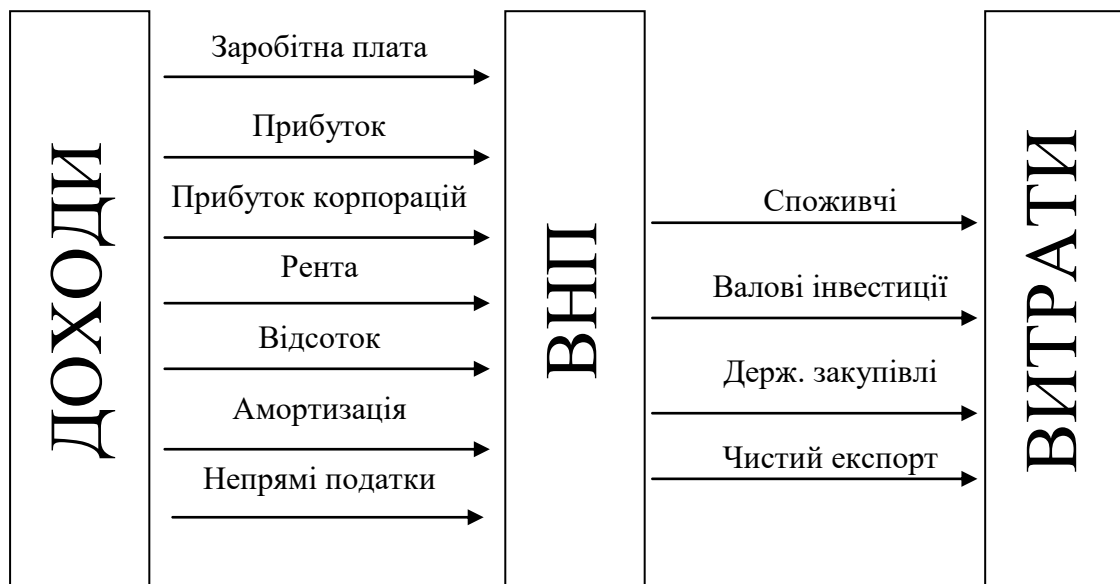 ДОХОДИ
Заробітна плата
Прибуток
Прибуток корпорацій
Рента
Відсоток
Амортизація
Непрямі податки
ВНП
Споживчі
Валові інвестиції
Держ. закупівлі
Чистий експорт
ВИТРАТИ